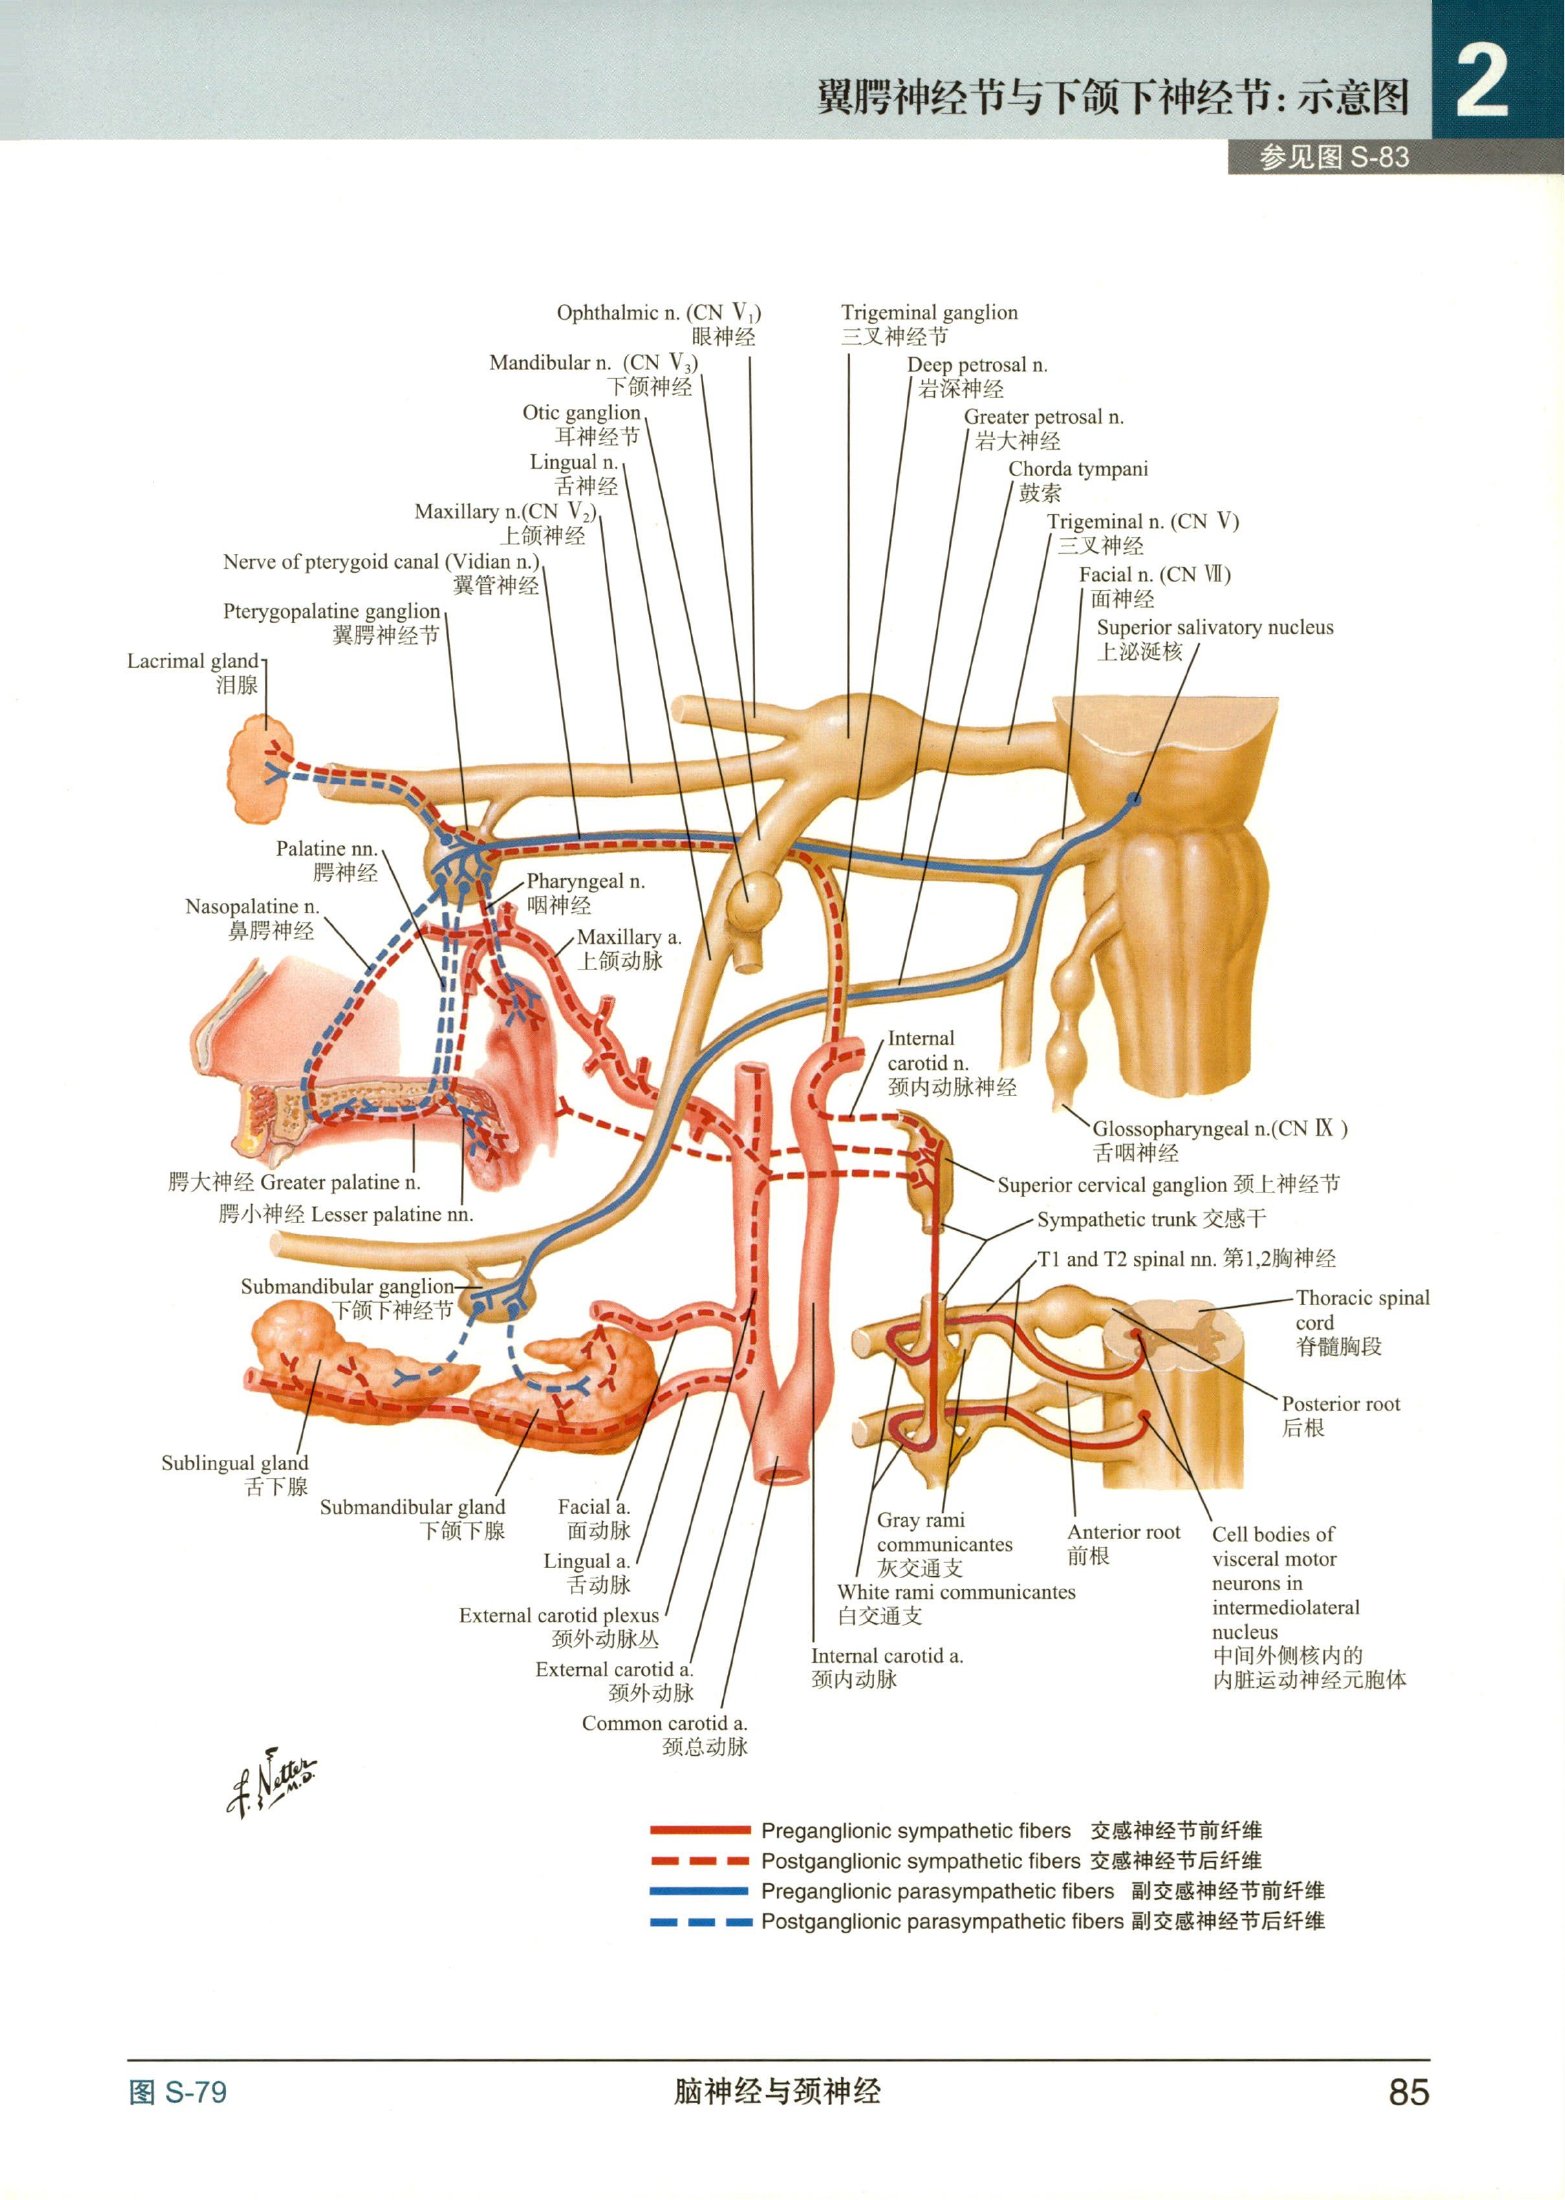 翼腭神经节与下颌下神经节: 示意图
2
参见图 S-83
Ophthalmic n. (CN V₁)
眼神经
Trigeminal ganglion
三叉神经节
Mandibular n. (CN V₃)
下颌神经
Deep petrosal n.
岩深神经
Otic ganglion
耳神经节
Greater petrosal n.
岩大神经
Lingual n.
舌神经
Chorda tympani
鼓索
Maxillary n.(CN V₂)
上颌神经
Trigeminal n. (CN V)
三叉神经
Nerve of pterygoid canal (Vidian n.)
翼管神经
Facial n. (CN Ⅶ)
面神经
Pterygopalatine ganglion
翼腭神经节
Superior salivatory nucleus
上泌涎核
Lacrimal gland
泪腺
Palatine nn.
腭神经
Pharyngeal n.
咽神经
Nasopalatine n.
鼻腭神经
Maxillary a.
上颌动脉
Internal
carotid n.
颈内动脉神经
Glossopharyngeal n.(CN Ⅸ )
舌咽神经
腭大神经 Greater palatine n.
Superior cervical ganglion 颈上神经节
腭小神经 Lesser palatine nn.
Sympathetic trunk 交感干
T1 and T2 spinal nn. 第1,2胸神经
Submandibular ganglion
下颌下神经节
Thoracic spinal
cord
脊髓胸段
Posterior root
后根
Sublingual gland
舌下腺
Submandibular gland
下颌下腺
Facial a.
面动脉
Lingual a.
舌动脉
External carotid plexus
颈外动脉丛
External carotid a.
颈外动脉
Common carotid a.
颈总动脉
Gray rami
communicantes
灰交通支
White rami communicantes
白交通支
Internal carotid a.
颈内动脉
Anterior root
前根
Cell bodies of
visceral motor
neurons in
intermediolateral
nucleus
中间外侧核内的
内脏运动神经元胞体
F. Netter
M.D.
Preganglionic sympathetic fibers 交感神经节前纤维
Postganglionic sympathetic fibers 交感神经节后纤维
Preganglionic parasympathetic fibers 副交感神经节前纤维
Postganglionic parasympathetic fibers 副交感神经节后纤维
图 S-79
脑神经与颈神经
85